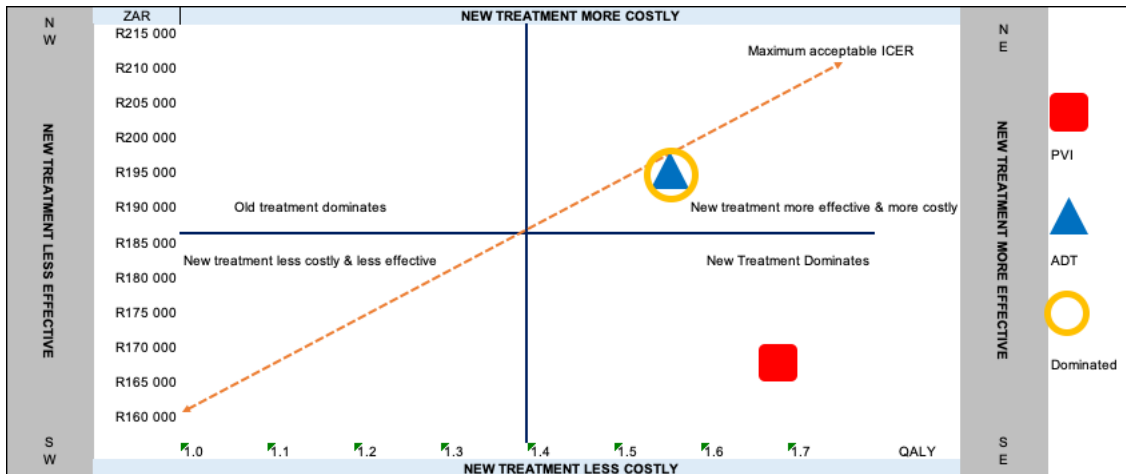 ZAR
NEW TREATMENT MORE COSTLY
N
W
N
E
R215 000
R210 000
R205 000
R200 000
R195 000
R190 000
R185 000
R180 000
R175 000
R170 000
R165 000
R160 000
NEW TREATMENT LESS EFFECTIVE
Maximum acceptable ICER
Old treatment dominates
New treatment more effective & more costly
New treatment less costly & less effective
New Treatment Dominates
NEW TREATMENT MORE EFFECTIVE
PVI
ADT
Dominated
S
W
1.0 1.1 1.2 1.3 1.4 1.5 1.6 1.7 QALY
S
E
NEW TREATMENT LESS COSTLY